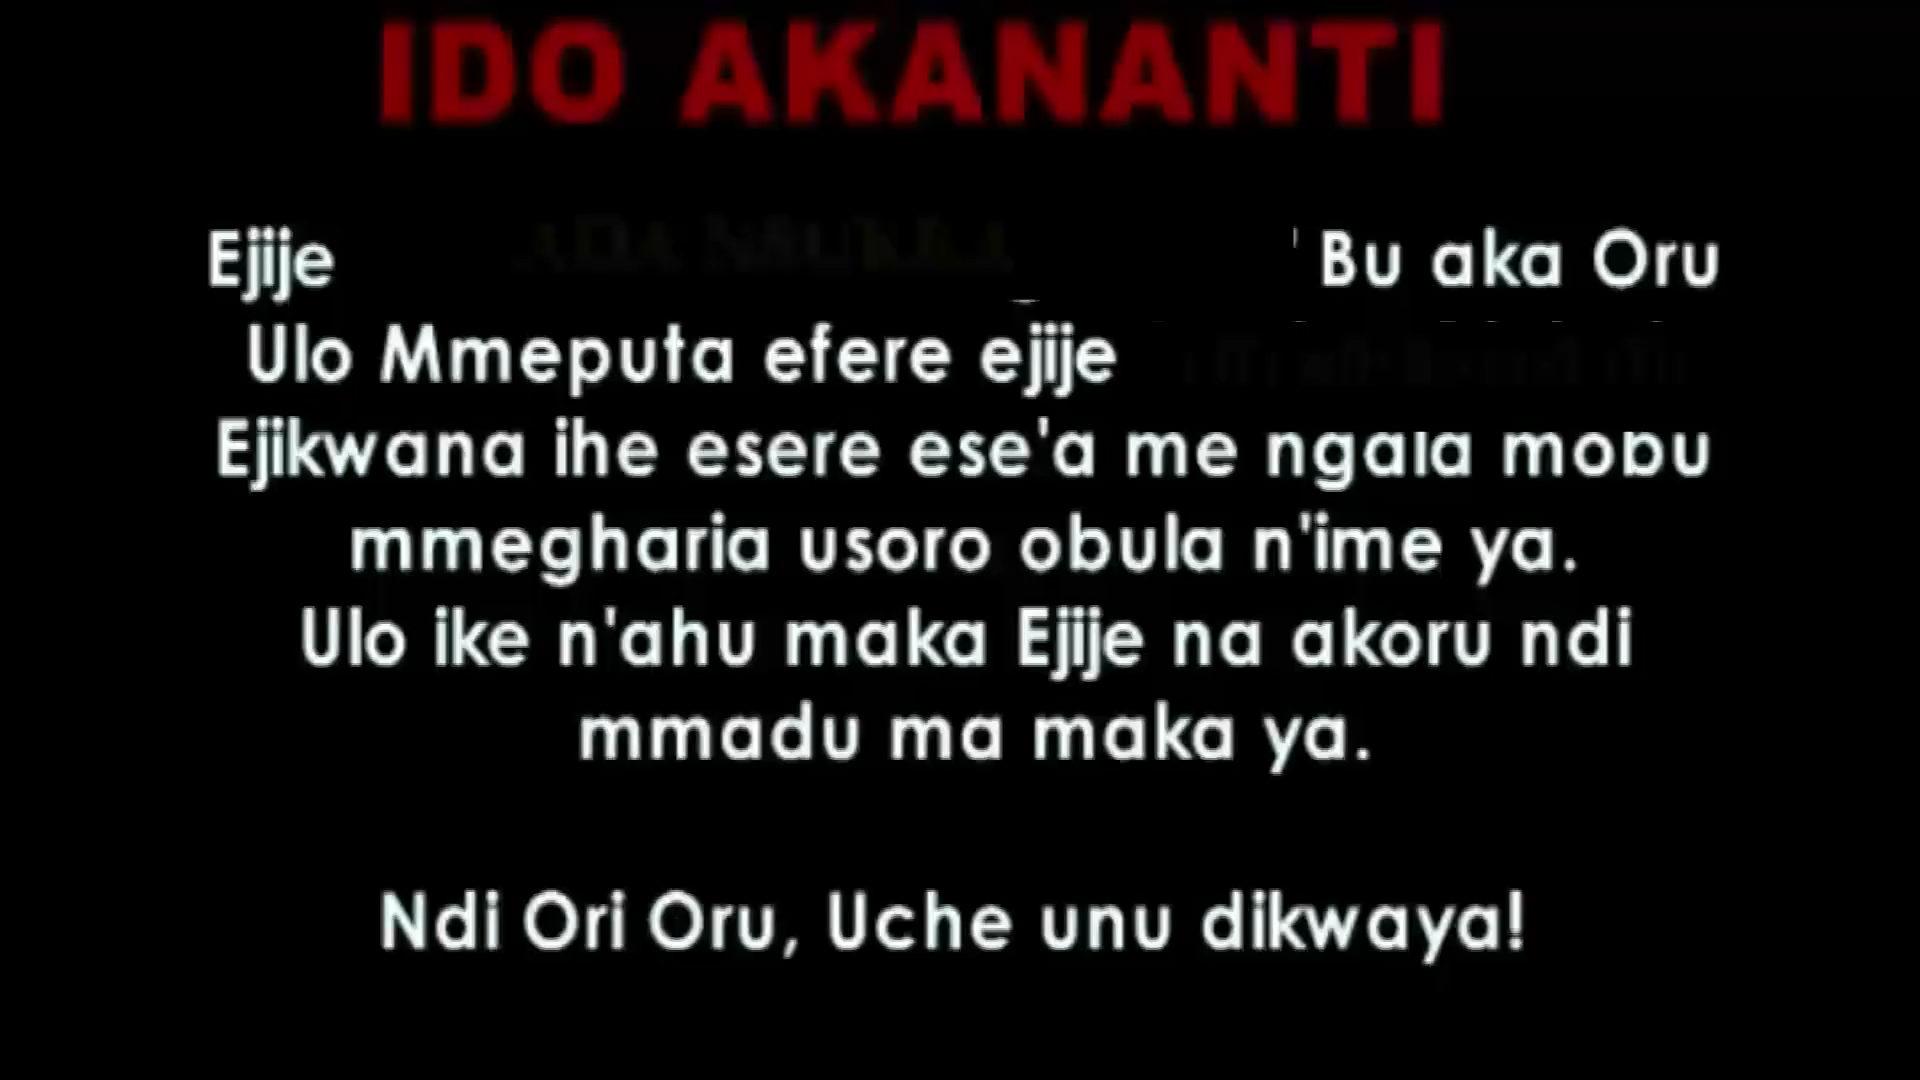 IDO AKANANTI
Ejije ' Bu aka Oru
Ulo Mmeputa efere ejije
Ejikwana ihe esere ese'a me ngala mobu
mmegharia usoro obula n'ime ya.
Ulo ike n'ahu maka Ejije na akoru ndi
mmadu ma maka ya.
Ndi Ori Oru, Uche unu dikwaya!